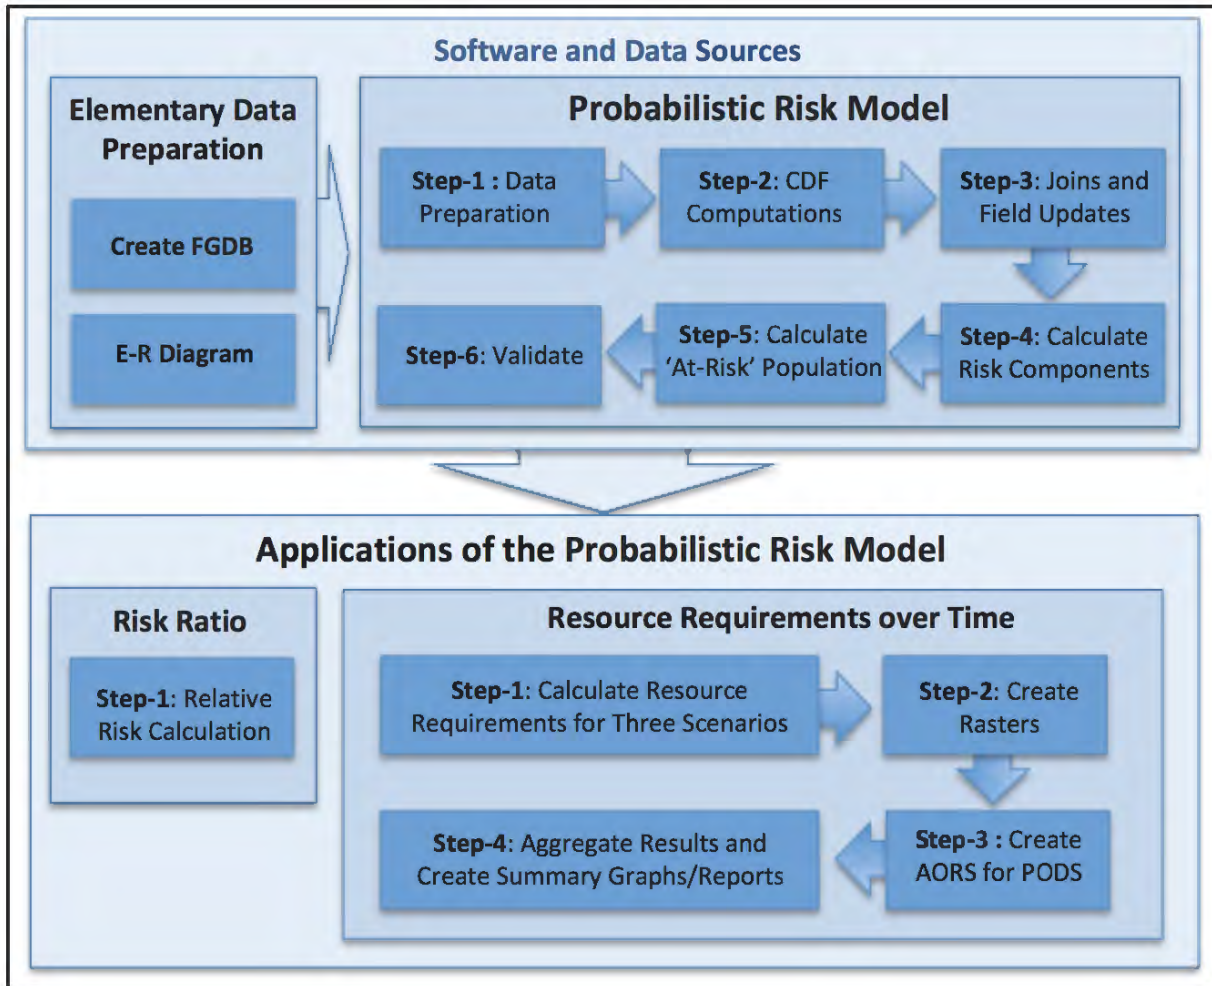 Software and Data Sources
Elementary Data
Preparation
Create FGDB
E-R Diagram
Probabilistic Risk Model
Step-1 : Data
Preparation
Step-2: CDF
Computations
Step-3: Joins and
Field Updates
Step-4: Calculate
Risk Components
Step-5: Calculate
‘At-Risk’ Population
Step-6: Validate
Applications of the Probabilistic Risk Model
Risk Ratio
Step-1: Relative
Risk Calculation
Resource Requirements over Time
Step-1: Calculate Resource
Requirements for Three Scenarios
Step-2: Create
Rasters
Step-3 : Create
AORS for PODS
Step-4: Aggregate Results and
Create Summary Graphs/Reports